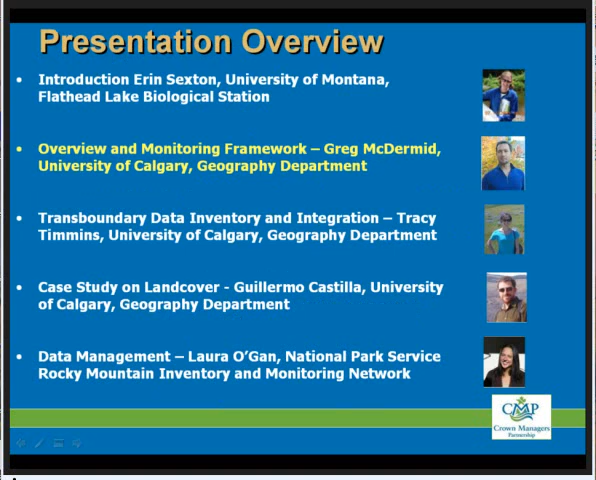 Presentation Overview
• Introduction Erin Sexton, University of Montana,
Flathead Lake Biological Station
• Overview and Monitoring Framework – Greg McDermid,
University of Calgary, Geography Department
• Transboundary Data Inventory and Integration – Tracy
Timmins, University of Calgary, Geography Department
• Case Study on Landcover - Guillermo Castilla, University
of Calgary, Geography Department
• Data Management – Laura O'Gan, National Park Service
Rocky Mountain Inventory and Monitoring Network
CMP
Crown Managers
Partnership